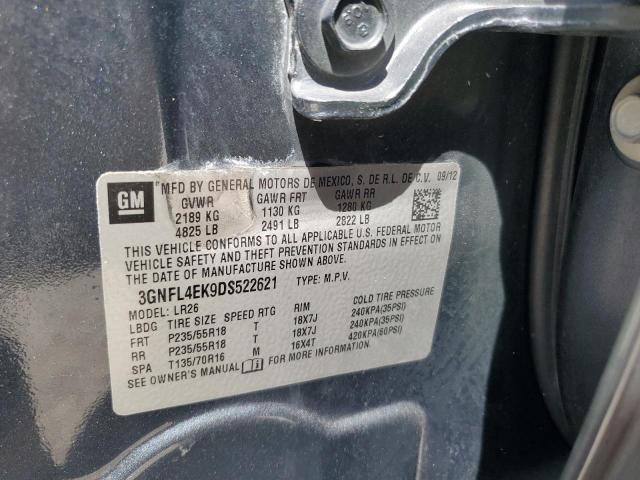 GM
MFD BY GENERAL MOTORS DE MEXICO, S. DE R.L. DE C.V. 09/12
GVWR GAWR FRT GAWR RR
2189 KG 1130 KG 1280 KG
4825 LB 2491 LB 2822 LB
THIS VEHICLE CONFORMS TO ALL APPLICABLE U.S. FEDERAL MOTOR
VEHICLE SAFETY AND THEFT PREVENTION STANDARDS IN EFFECT ON THE
DATE OF MANUFACTURE SHOWN ABOVE.
3GNFL4EK9DS522621 TYPE: M.P.V.
MODEL: LR26
LBDG TIRE SIZE SPEED RTG RIM COLD TIRE PRESSURE
FRT P235/55R18 T 18X7J 240KPA(35PSI)
RR P235/55R18 T 18X7J 240KPA(35PSI)
SPA T135/70R16 M 16X4T 420KPA(60PSI)
SEE OWNER'S MANUAL FOR MORE INFORMATION